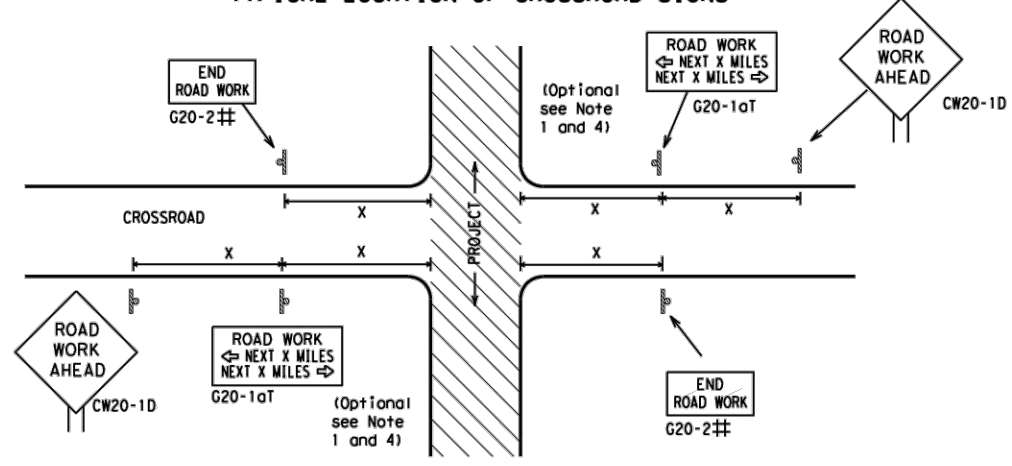 TYPICAL LOCATION OF CROSSROAD SIGNS
END
ROAD WORK
G20-2#
(Optional
see Note
1 and 4)
ROAD WORK
⇦ NEXT X MILES
NEXT X MILES ⇨
G20-1aT
ROAD
WORK
AHEAD
CW20-1D
X
X
X
CROSSROAD
PROJECT
X
X
X
ROAD
WORK
AHEAD
CW20-1D
ROAD WORK
⇦ NEXT X MILES
NEXT X MILES ⇨
G20-1aT
(Optional
see Note
1 and 4)
END
ROAD WORK
G20-2#